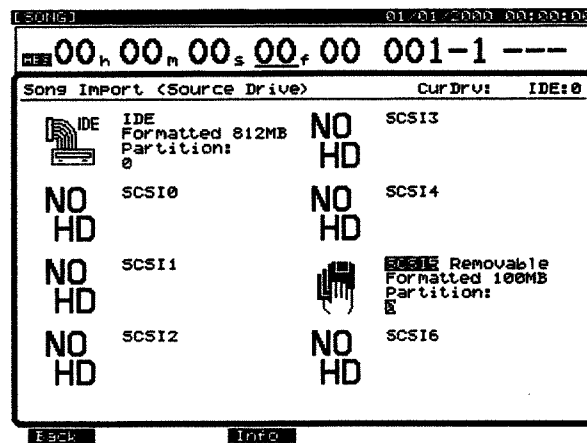 [SONG] 01/01/2000 00:00:00
00h 00m 00s 00f 00 001-1 ---
Song Import (Source Drive) CurDrv: IDE:0
IDE
IDE
Formatted 812MB
Partition:
0
NO HD
SCSI0
NO HD
SCSI1
NO HD
SCSI2
NO HD
SCSI3
NO HD
SCSI4
SCSI5 Removable
Formatted 100MB
Partition:
NO HD
SCSI6
Back Info